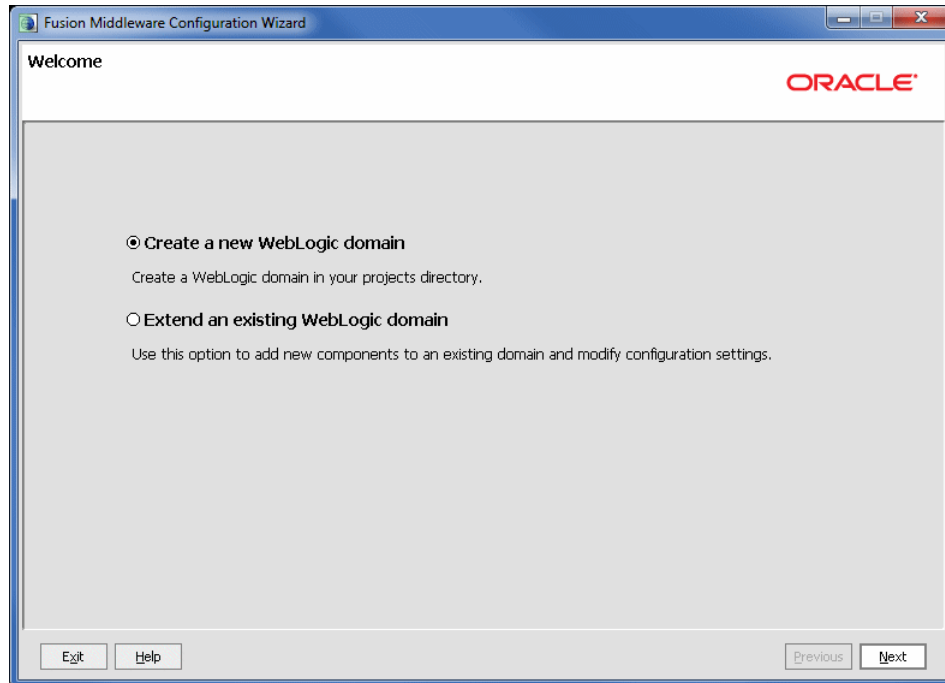 Fusion Middleware Configuration Wizard
Welcome
ORACLE
Create a new WebLogic domain
Create a WebLogic domain in your projects directory.
Extend an existing WebLogic domain
Use this option to add new components to an existing domain and modify configuration settings.
Exit Help Previous Next